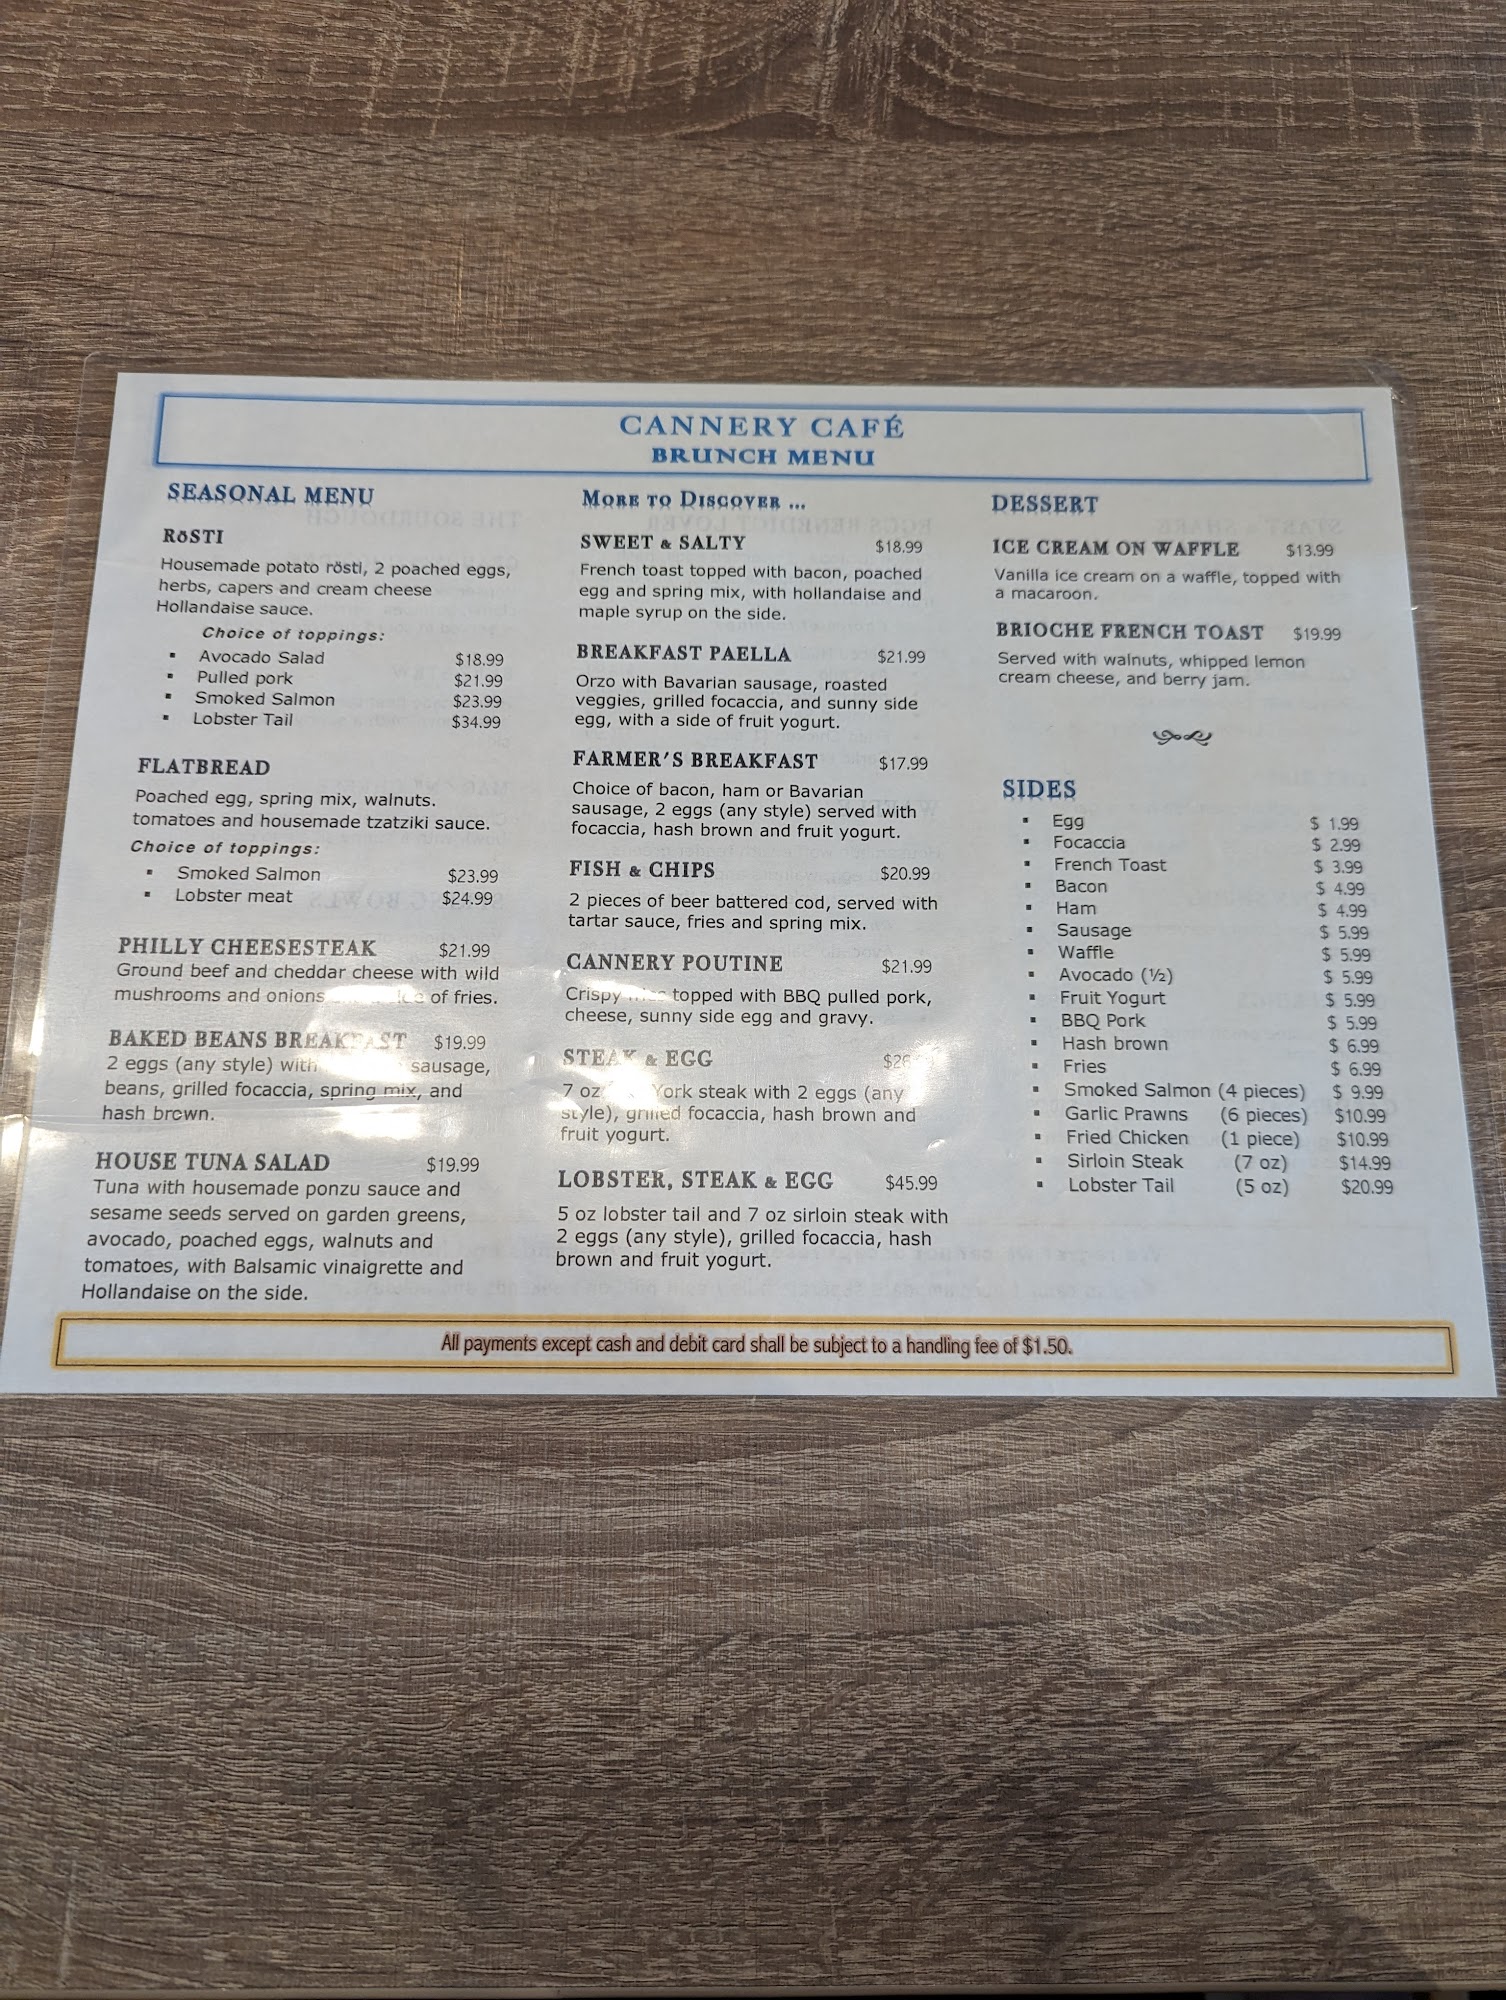 CANNERY CAFÉ
BRUNCH MENU
SEASONAL MENU
RöSTI
Housemade potato rösti, 2 poached eggs,
herbs, capers and cream cheese
Hollandaise sauce.
Choice of toppings:
▪ Avocado Salad $18.99
▪ Pulled pork $21.99
▪ Smoked Salmon $23.99
▪ Lobster Tail $34.99
FLATBREAD
Poached egg, spring mix, walnuts.
tomatoes and housemade tzatziki sauce.
Choice of toppings:
▪ Smoked Salmon $23.99
▪ Lobster meat $24.99
PHILLY CHEESESTEAK $21.99
Ground beef and cheddar cheese with wild
mushrooms and onions of fries.
BAKED BEANS BREAKFAST $19.99
2 eggs (any style) with sausage,
beans, grilled focaccia, spring mix, and
hash brown.
HOUSE TUNA SALAD $19.99
Tuna with housemade ponzu sauce and
sesame seeds served on garden greens,
avocado, poached eggs, walnuts and
tomatoes, with Balsamic vinaigrette and
Hollandaise on the side.
MORE TO DISCOVER ...
SWEET & SALTY $18.99
French toast topped with bacon, poached
egg and spring mix, with hollandaise and
maple syrup on the side.
BREAKFAST PAELLA $21.99
Orzo with Bavarian sausage, roasted
veggies, grilled focaccia, and sunny side
egg, with a side of fruit yogurt.
FARMER'S BREAKFAST $17.99
Choice of bacon, ham or Bavarian
sausage, 2 eggs (any style) served with
focaccia, hash brown and fruit yogurt.
FISH & CHIPS $20.99
2 pieces of beer battered cod, served with
tartar sauce, fries and spring mix.
CANNERY POUTINE $21.99
Crispy topped with BBQ pulled pork,
cheese, sunny side egg and gravy.
STEAK & EGG
7 oz York steak with 2 eggs (any
style), grilled focaccia, hash brown and
fruit yogurt.
LOBSTER, STEAK & EGG $45.99
5 oz lobster tail and 7 oz sirloin steak with
2 eggs (any style), grilled focaccia, hash
brown and fruit yogurt.
DESSERT
ICE CREAM ON WAFFLE $13.99
Vanilla ice cream on a waffle, topped with
a macaroon.
BRIOCHE FRENCH TOAST $19.99
Served with walnuts, whipped lemon
cream cheese, and berry jam.
SIDES
▪ Egg $ 1.99
▪ Focaccia $ 2.99
▪ French Toast $ 3.99
▪ Bacon $ 4.99
▪ Ham $ 4.99
▪ Sausage $ 5.99
▪ Waffle $ 5.99
▪ Avocado (½) $ 5.99
▪ Fruit Yogurt $ 5.99
▪ BBQ Pork $ 5.99
▪ Hash brown $ 6.99
▪ Fries $ 6.99
▪ Smoked Salmon (4 pieces) $ 9.99
▪ Garlic Prawns (6 pieces) $10.99
▪ Fried Chicken (1 piece) $10.99
▪ Sirloin Steak (7 oz) $14.99
▪ Lobster Tail (5 oz) $20.99
All payments except cash and debit card shall be subject to a handling fee of $1.50.